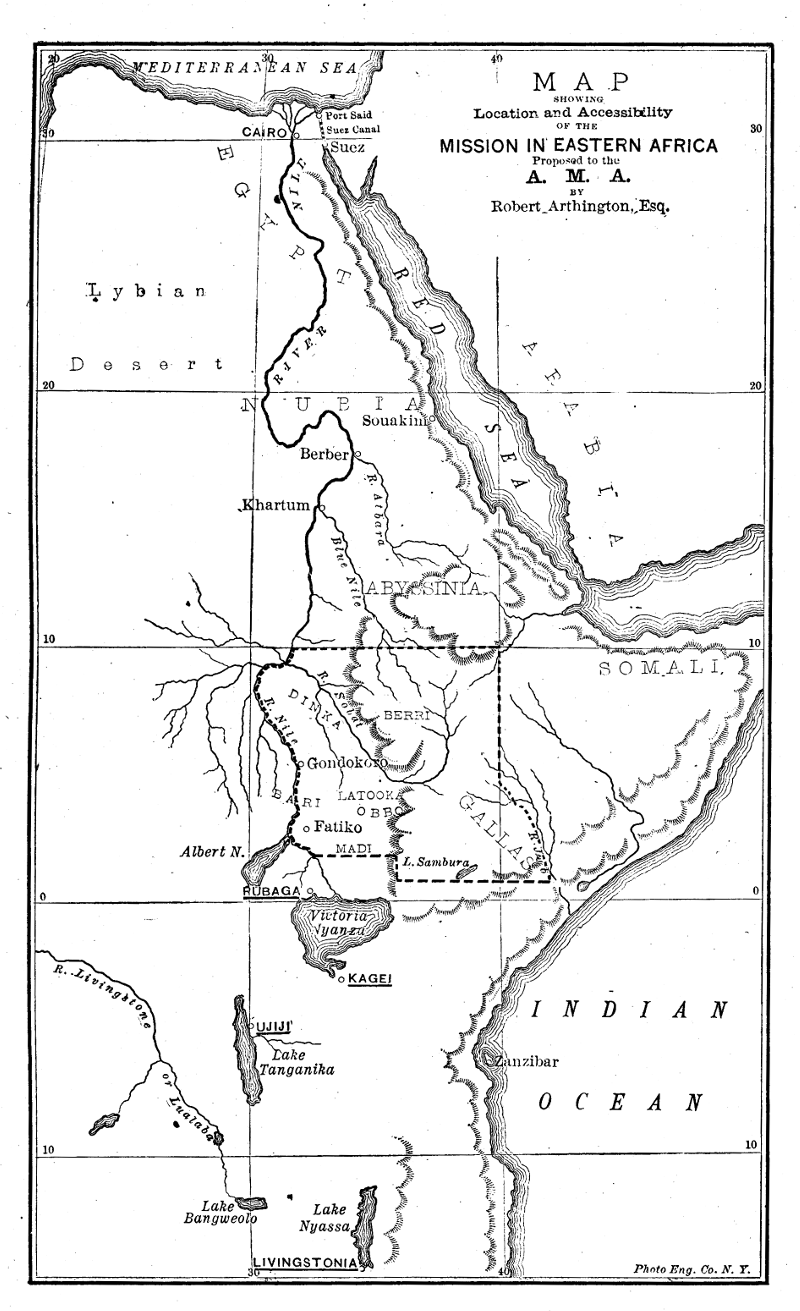 MAP
SHOWING
Location and Accessibility
OF THE
MISSION IN EASTERN AFRICA
Proposed to the
A. M. A.
BY
Robert Arthington, Esq.
20
30
40
MEDITERRANEAN SEA
Port Said
Suez Canal
CAIRO
Suez
30
30
EGYPT
NILE
RIVER
Lybian
Desert
RED SEA
ARABIA
20
20
NUBIA
Souakim
Berber
R. Atbara
Khartum
Blue Nile
ABYSSINIA
10
10
SOMALI
R. Sobat
DINKA
R. Nile
BERRI
Gondokoro
BARI
LATOOKA
OBBO
GALLAS
Fatiko
R. Jub
Albert N.
MADI
L. Sambura
RUBAGA
0
0
Victoria
Nyanza
KAGEI
R. Livingstone
or Lualaba
INDIAN
OCEAN
UJIJI
Lake
Tanganika
Zanzibar
10
10
Lake
Bangweolo
Lake
Nyassa
LIVINGSTONIA
30
40
Photo Eng. Co. N. Y.